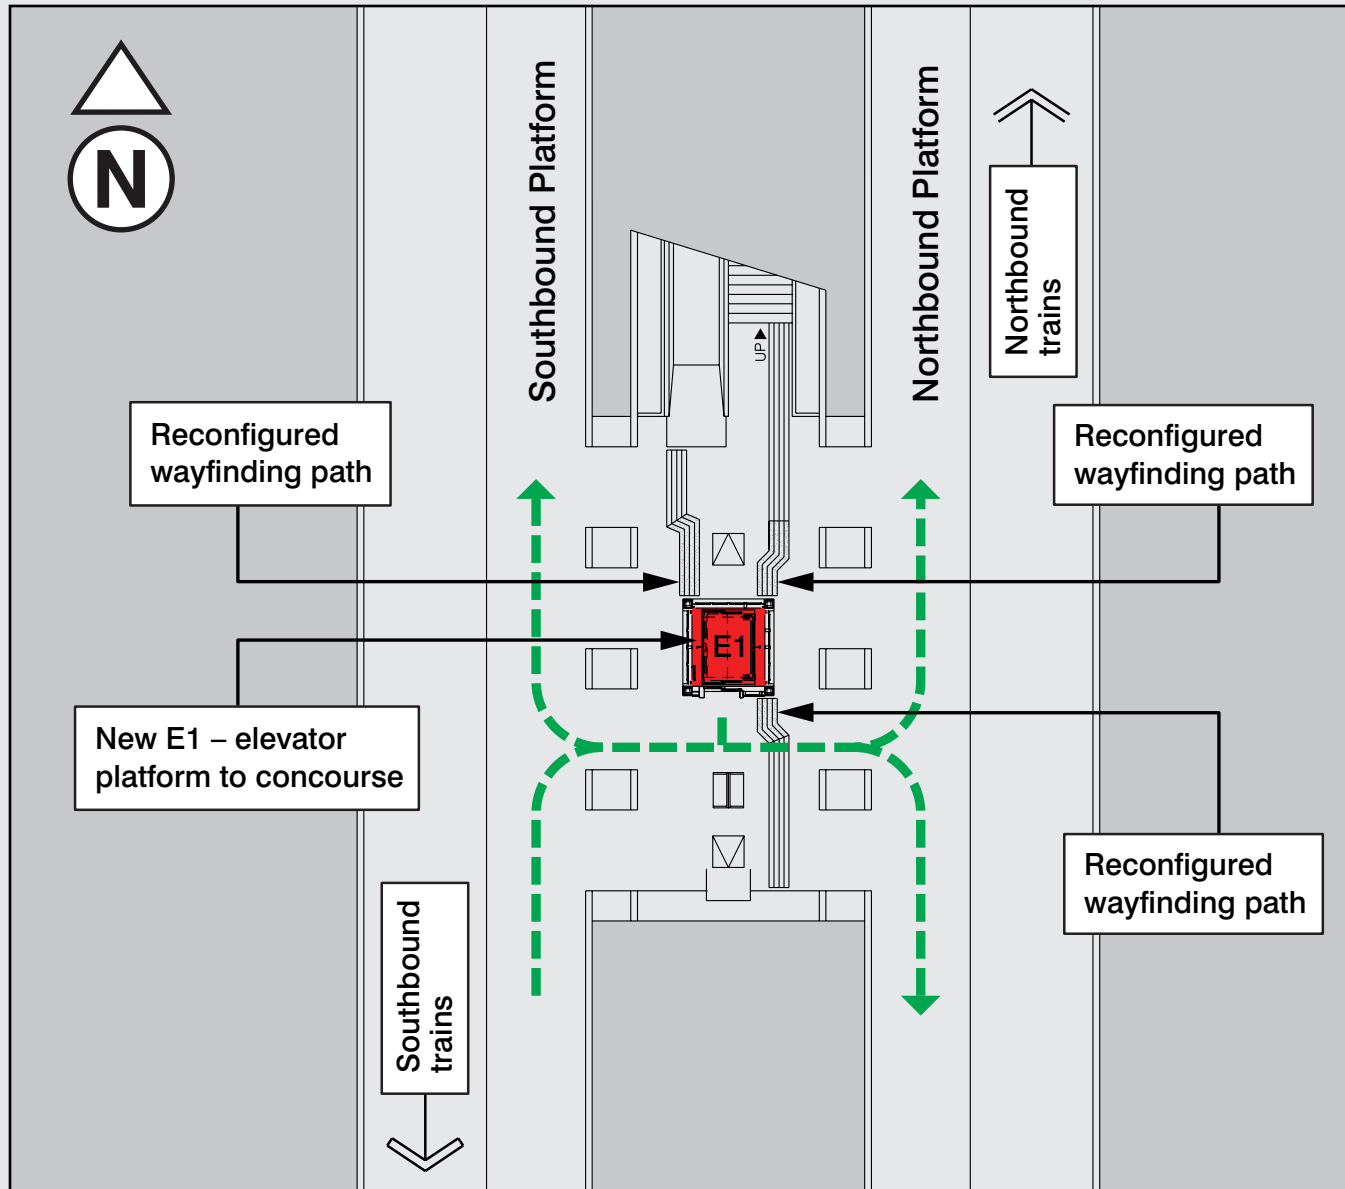 N
Southbound Platform
Northbound Platform
Northbound
trains
UP
Reconfigured
wayfinding path
Reconfigured
wayfinding path
E1
New E1 – elevator
platform to concourse
Reconfigured
wayfinding path
Southbound
trains